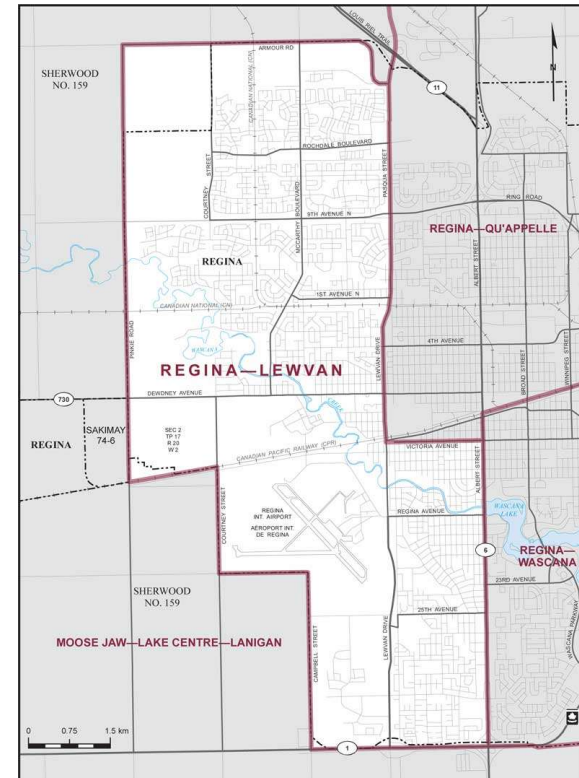 LOUIS RIEL TRAIL
ARMOUR RD
SHERWOOD
NO. 159
CANADIAN NATIONAL (CN)
N
11
ROCHDALE BOULEVARD
COURTNEY
STREET
MCCARTHY BOULEVARD
PASQUA STREET
RING ROAD
9TH AVENUE N
REGINA—QU'APPELLE
ALBERT STREET
REGINA
1ST AVENUE N
CANADIAN NATIONAL (CN)
PINKIE ROAD
WASCANA
4TH AVENUE
LEWVAN DRIVE
BROAD STREET
WINNIPEG STREET
REGINA—LEWVAN
DEWDNEY AVENUE
730
CREEK
SAKIMAY
74-6
REGINA
SEC 2
TP 17
R 20
W 2
CANADIAN PACIFIC RAILWAY (CPR)
VICTORIA AVENUE
ALBERT STREET
COURTNEY STREET
REGINA
INT. AIRPORT
AÉROPORT INT.
DE REGINA
REGINA AVENUE
WASCANA
LAKE
6
REGINA—
WASCANA
23RD AVENUE
SHERWOOD
NO. 159
25TH AVENUE
MOOSE JAW—LAKE CENTRE—LANIGAN
CAMPBELL STREET
LEWVAN DRIVE
WASCANA PARKWAY
0 0.75 1.5 km
1